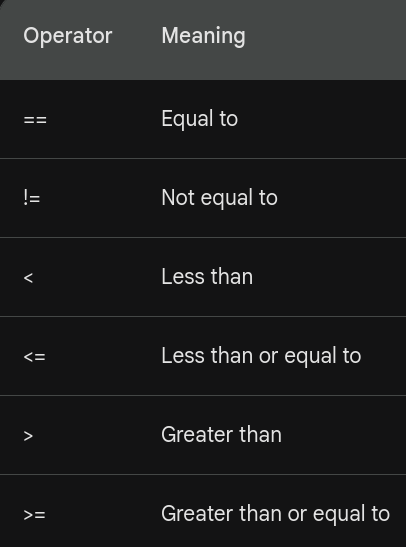 Operator Meaning
== Equal to
!= Not equal to
< Less than
<= Less than or equal to
> Greater than
>= Greater than or equal to